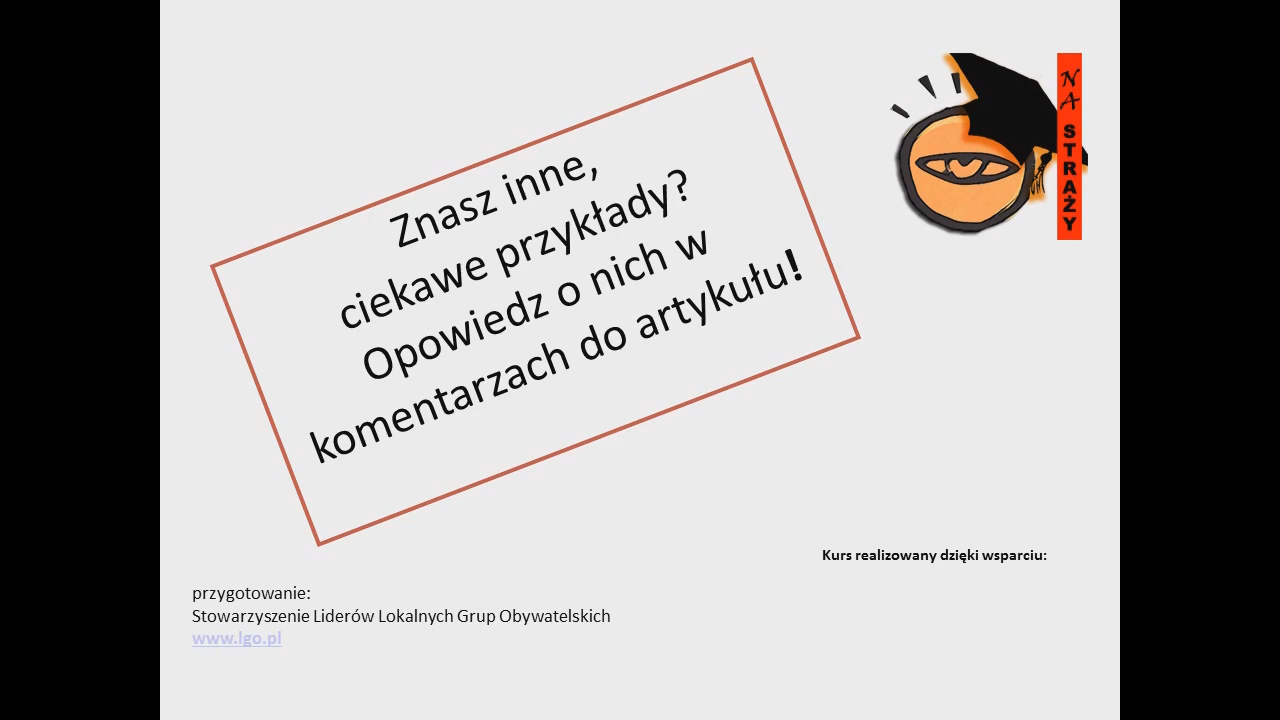 Znasz inne,
ciekawe przykłady?
Opowiedz o nich w
komentarzach do artykułu!
NA STRAŻY
Kurs realizowany dzięki wsparciu:
przygotowanie:
Stowarzyszenie Liderów Lokalnych Grup Obywatelskich
www.lgo.pl